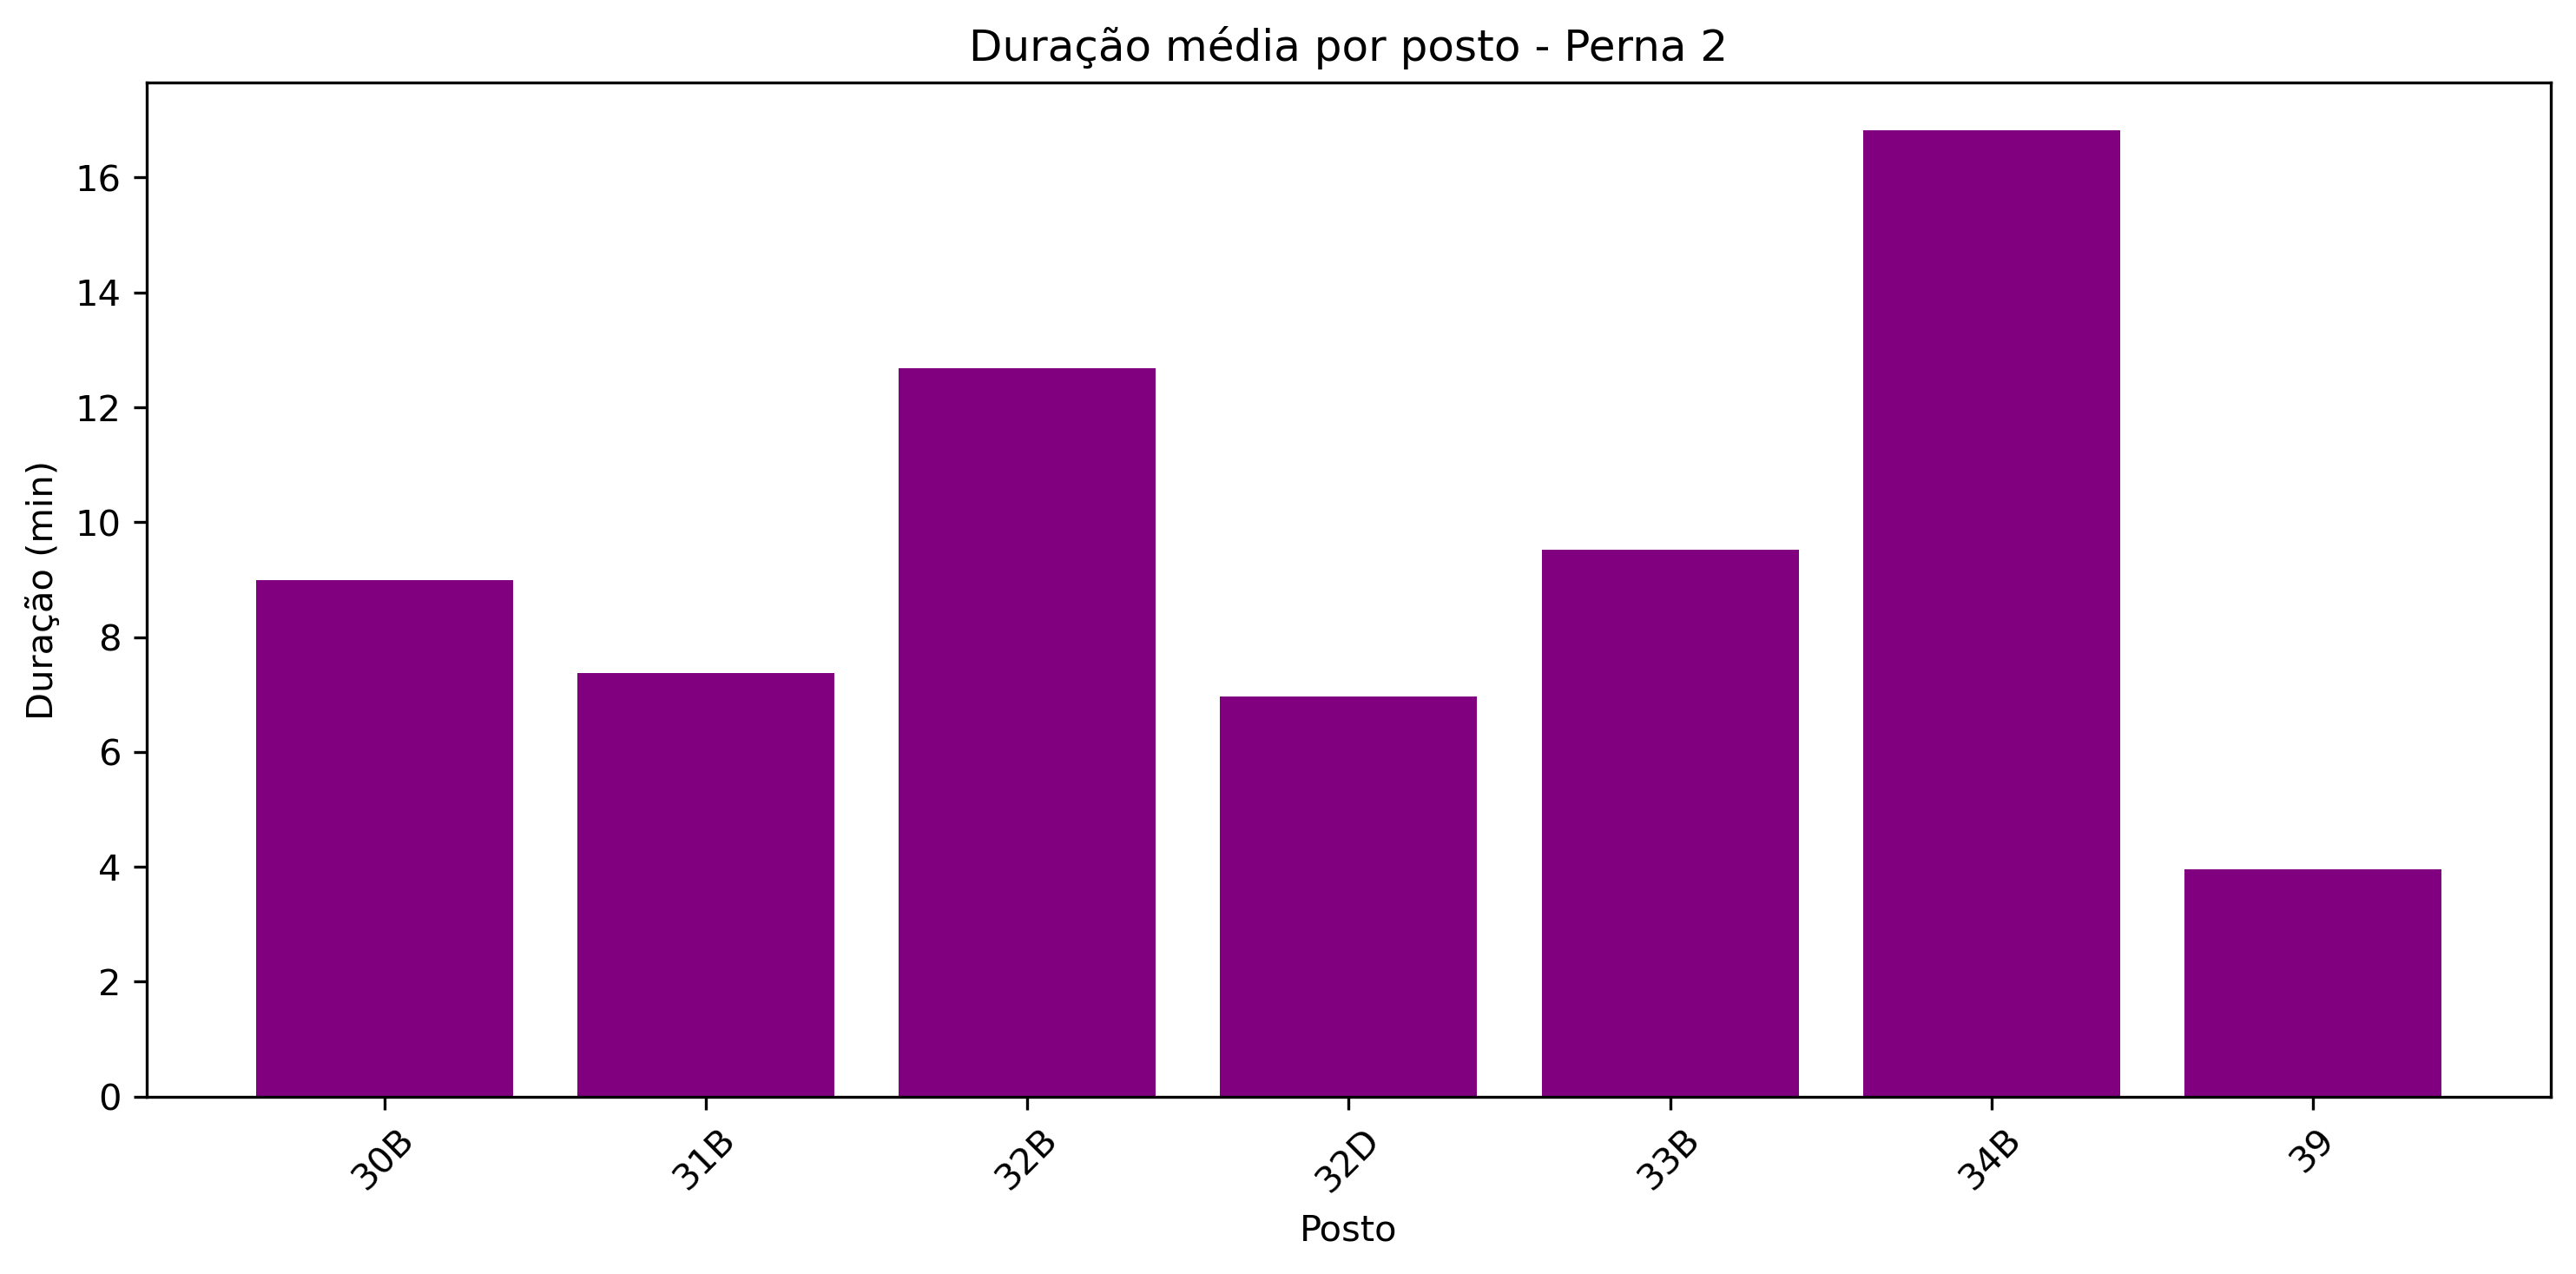 Duração média por posto - Perna 2
Duração (min)
16
14
12
10
8
6
4
2
0
30B
31B
32B
32D
33B
34B
39
Posto